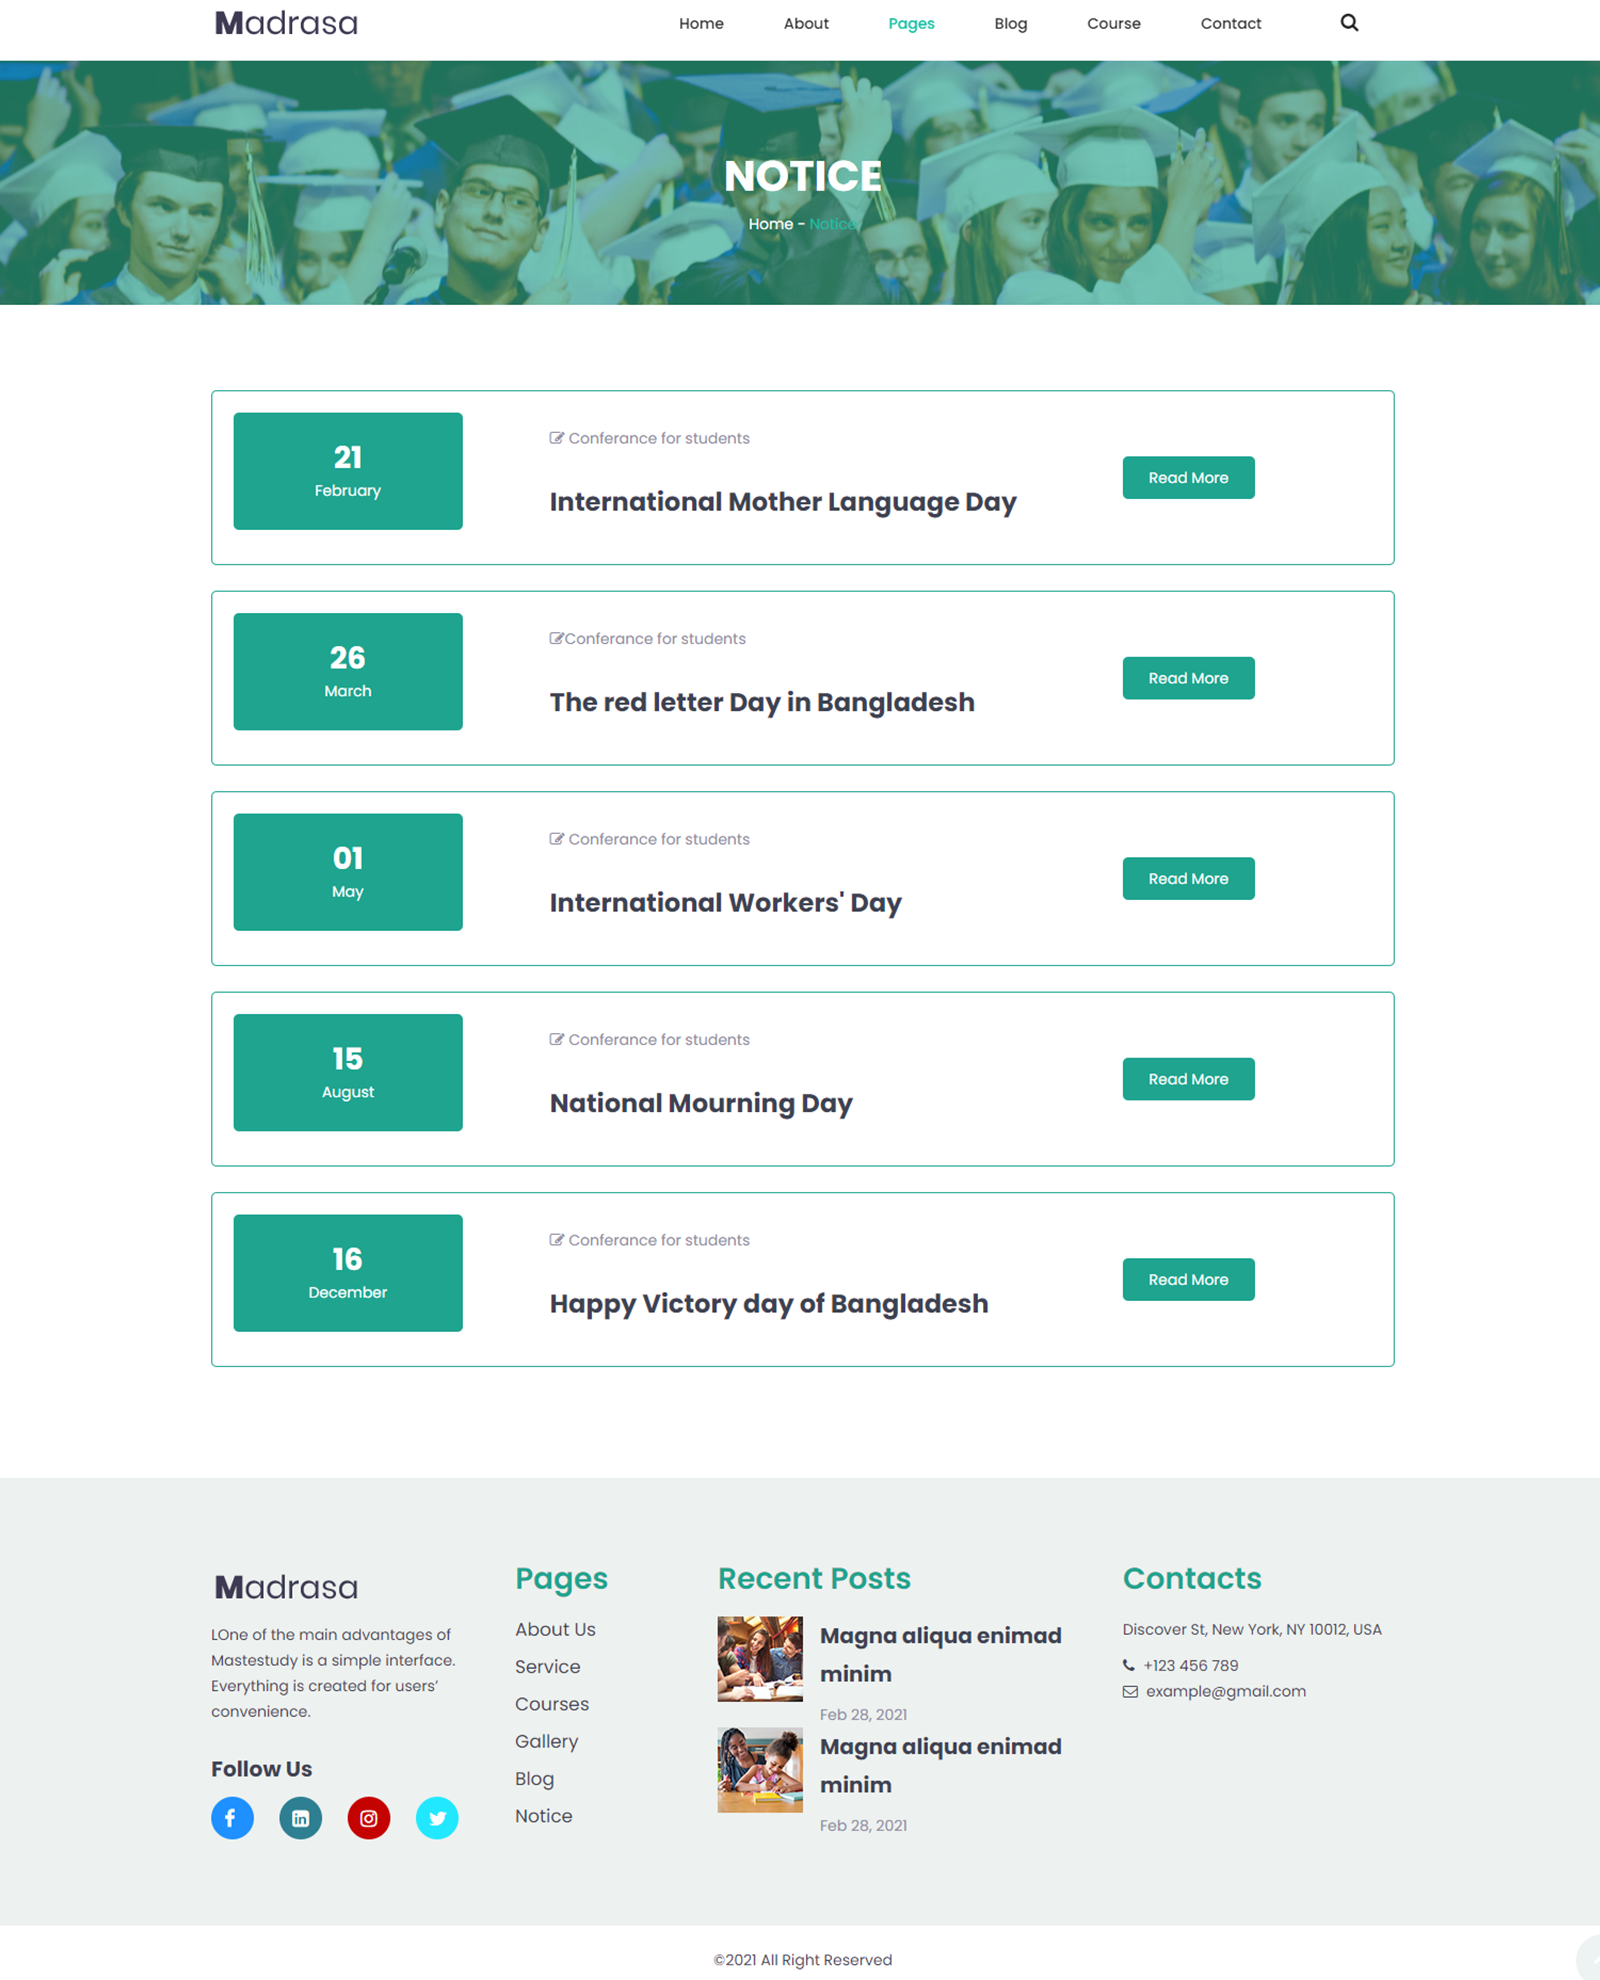 Madrasa
Home About Pages Blog Course Contact
NOTICE
Home - Notice
21
February
Conferance for students
International Mother Language Day
Read More
26
March
Conferance for students
The red letter Day in Bangladesh
Read More
01
May
Conferance for students
International Workers' Day
Read More
15
August
Conferance for students
National Mourning Day
Read More
16
December
Conferance for students
Happy Victory day of Bangladesh
Read More
Madrasa
LOne of the main advantages of
Mastestudy is a simple interface.
Everything is created for users’
convenience.
Follow Us
Pages
About Us
Service
Courses
Gallery
Blog
Notice
Recent Posts
Magna aliqua enimad
minim
Feb 28, 2021
Magna aliqua enimad
minim
Feb 28, 2021
Contacts
Discover St, New York, NY 10012, USA
+123 456 789
example@gmail.com
©2021 All Right Reserved